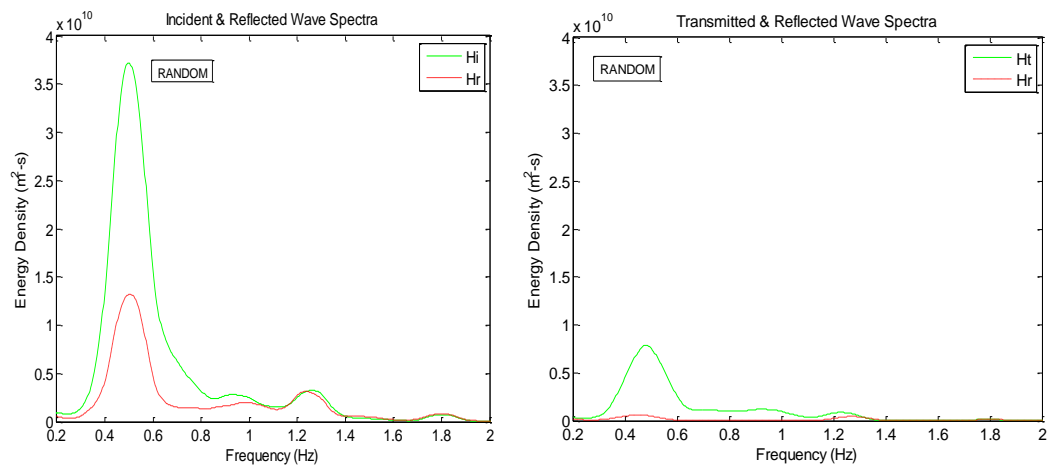 Incident & Reflected Wave Spectra
x 10^10
4
3.5
3
2.5
2
1.5
1
0.5
0
Energy Density (m²-s)
RANDOM
Hi
Hr
0.2 0.4 0.6 0.8 1 1.2 1.4 1.6 1.8 2
Frequency (Hz)
Transmitted & Reflected Wave Spectra
x 10^10
4
3.5
3
2.5
2
1.5
1
0.5
0
Energy Density (m²-s)
RANDOM
Ht
Hr
0.2 0.4 0.6 0.8 1 1.2 1.4 1.6 1.8 2
Frequency (Hz)